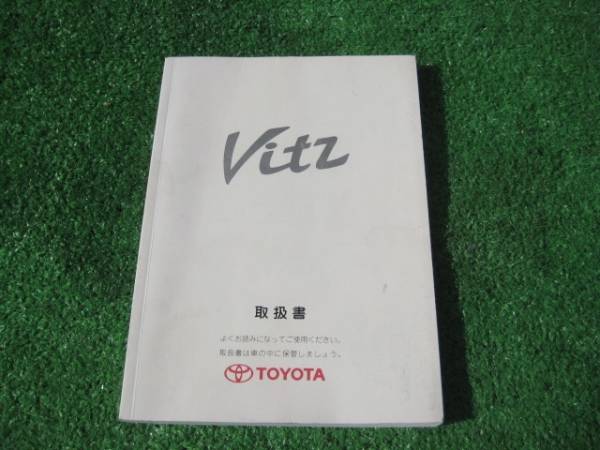 Vitz
取扱書
よくお読みになってご使用ください。
取扱書は車の中に保管しましょう。
TOYOTA